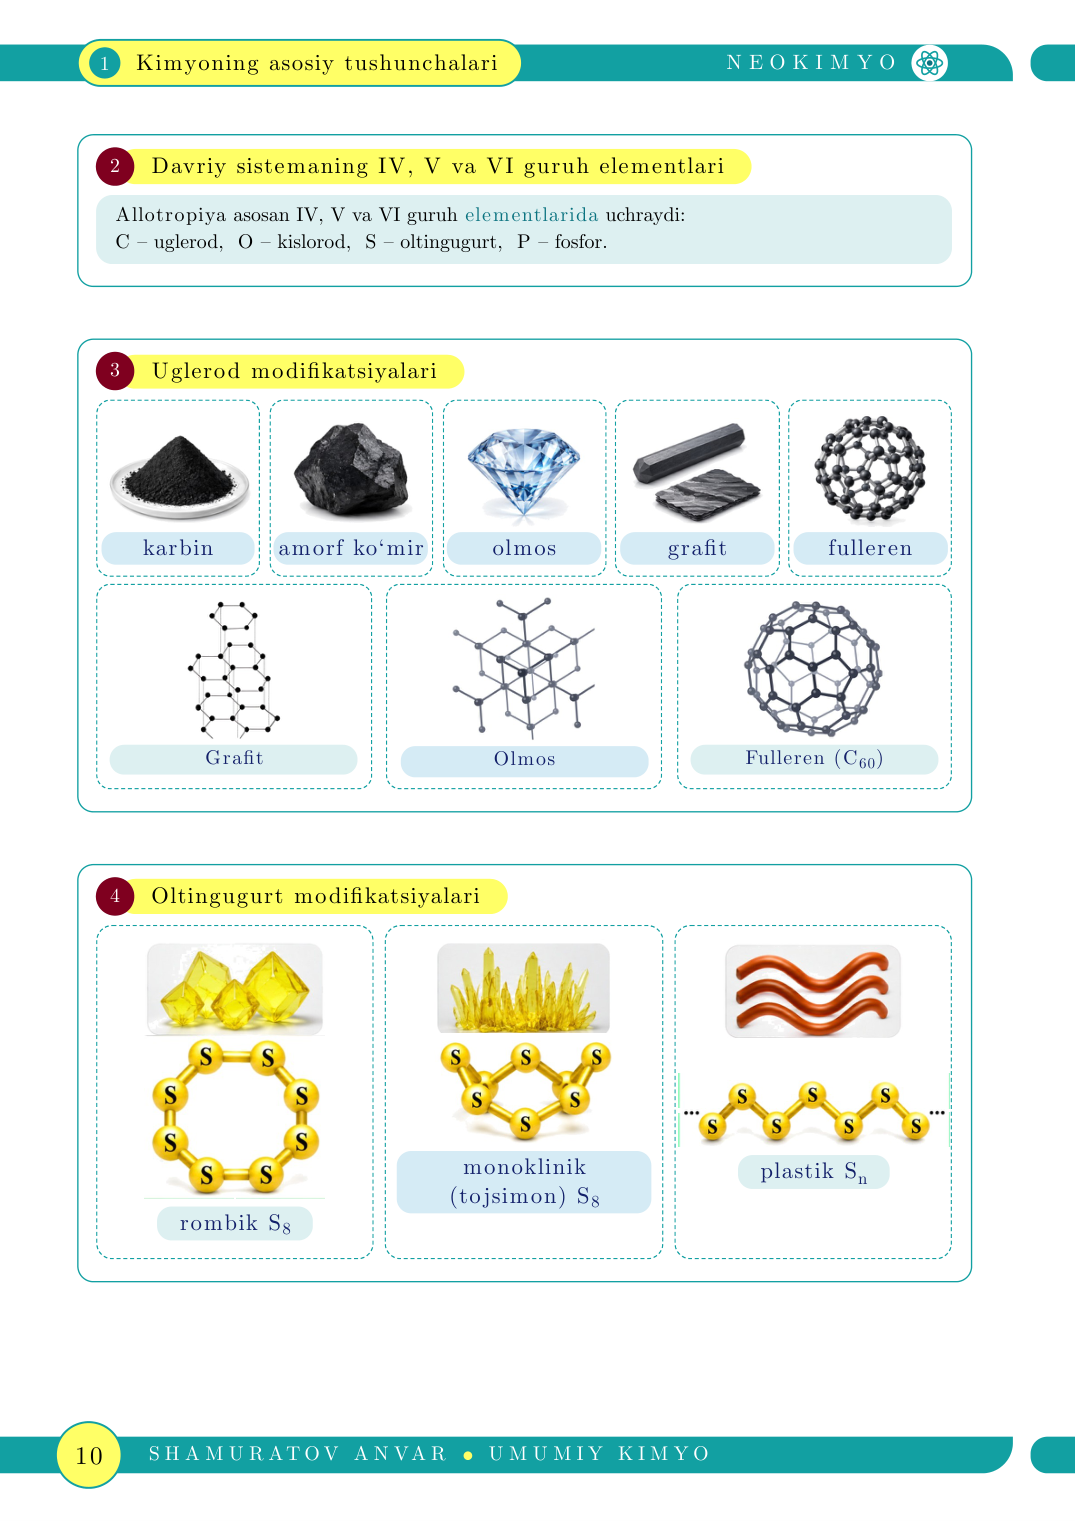 1 Kimyoning asosiy tushunchalari
NEOKIMYO
2 Davriy sistemaning IV, V va VI guruh elementlari
Allotropiya asosan IV, V va VI guruh elementlarida uchraydi:
C – uglerod, O – kislorod, S – oltingugurt, P – fosfor.
3 Uglerod modifikatsiyalari
karbin
amorf ko‘mir
olmos
grafit
fulleren
Grafit
Olmos
Fulleren (C₆₀)
4 Oltingugurt modifikatsiyalari
S S
S S
S S
S S
rombik S₈
S S S
S S
S
monoklinik
(tojsimon) S₈
S S S
... S S S S ...
plastik Sₙ
10 SHAMURATOV ANVAR • UMUMIY KIMYO